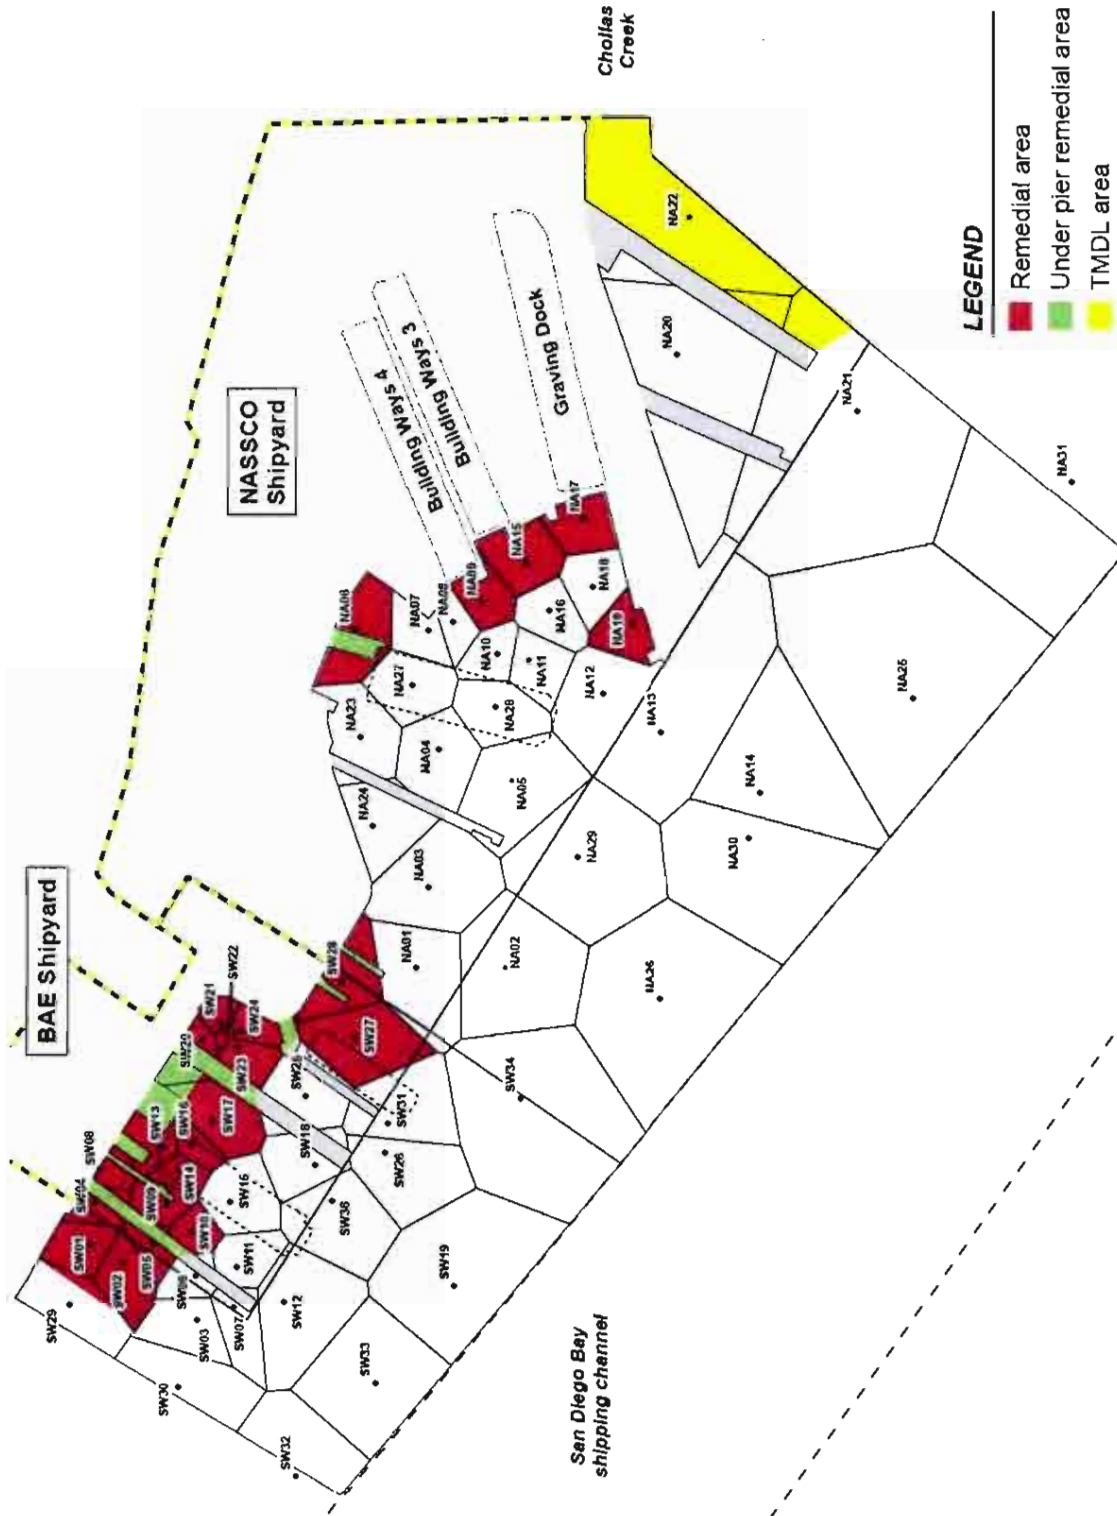 BAE Shipyard
NASSCO
Shipyard
Chollas
Creek
Building Ways 4
Building Ways 3
Graving Dock
San Diego Bay
shipping channel
LEGEND
Remedial area
Under pier remedial area
TMDL area
SW29
SW01
SW02
SW04
SW05
SW08
SW09
SW10
SW13
SW14
SW16
SW17
SW20
SW21
SW22
SW23
SW24
SW25
SW27
SW28
SW30
SW03
SW06
SW07
SW11
SW15
SW18
SW31
SW26
SW36
SW12
SW19
SW33
SW32
SW34
NA01
NA02
NA03
NA24
NA23
NA04
NA05
NA27
NA28
NA06
NA07
NA08
NA09
NA10
NA11
NA15
NA16
NA17
NA18
NA19
NA12
NA13
NA29
NA26
NA30
NA14
NA25
NA20
NA21
NA22
NA31